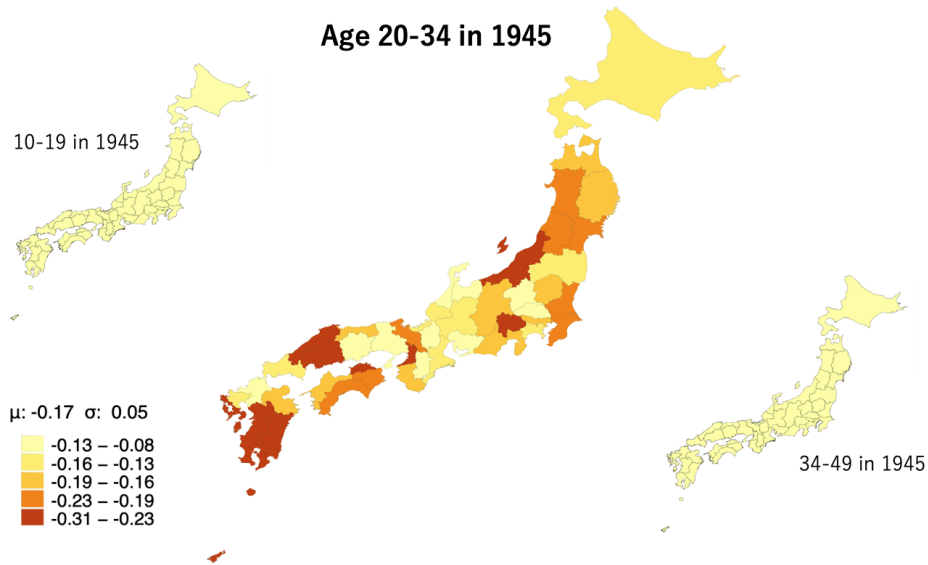 Age 20-34 in 1945
10-19 in 1945
μ: -0.17 σ: 0.05
-0.13 – -0.08
-0.16 – -0.13
-0.19 – -0.16
-0.23 – -0.19
-0.31 – -0.23
34-49 in 1945